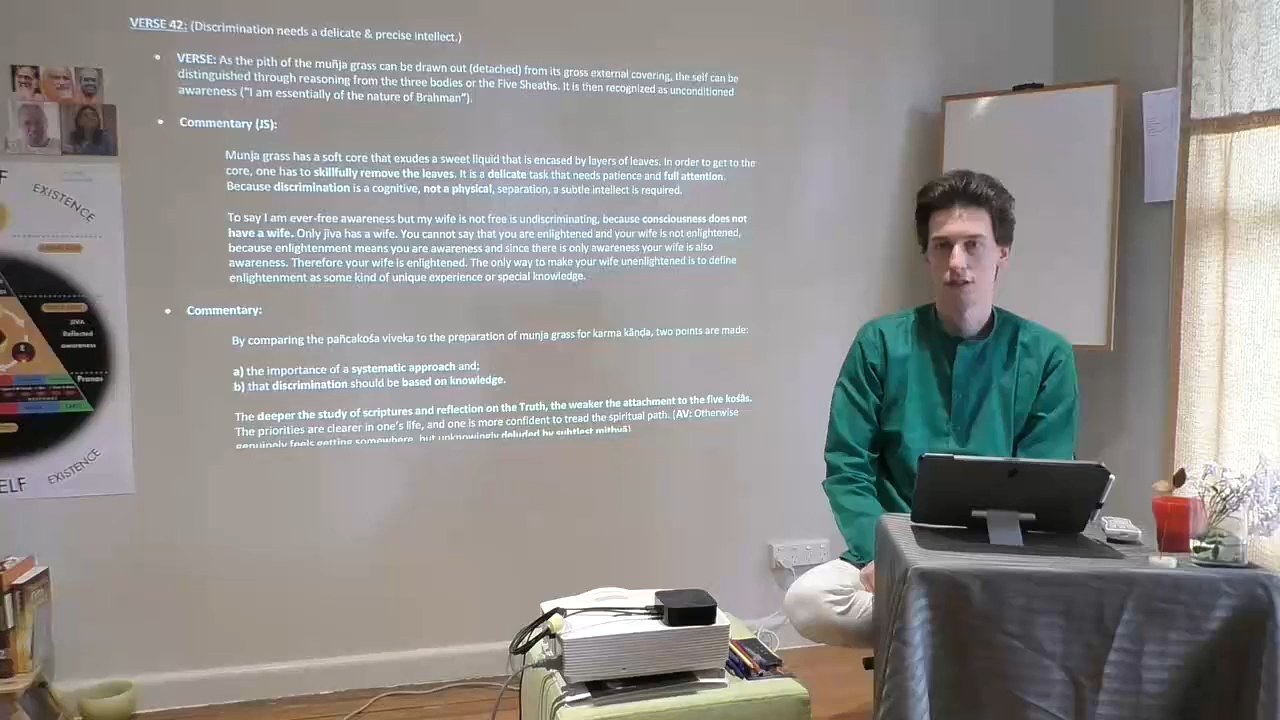 VERSE 42: (Discrimination needs a delicate & precise intellect.)
• VERSE: As the pith of the muñja grass can be drawn out (detached) from its gross external covering, the self can be
distinguished through reasoning from the three bodies or the Five Sheaths. It is then recognized as unconditioned
awareness ("I am essentially of the nature of Brahman").
• Commentary (JS):
Munja grass has a soft core that exudes a sweet liquid that is encased by layers of leaves. In order to get to the
core, one has to skillfully remove the leaves. It is a delicate task that needs patience and full attention.
Because discrimination is a cognitive, not a physical, separation, a subtle intellect is required.
To say I am ever-free awareness but my wife is not free is undiscriminating, because consciousness does not
have a wife. Only jīva has a wife. You cannot say that you are enlightened and your wife is not enlightened,
because enlightenment means you are awareness and since there is only awareness your wife is also
awareness. Therefore your wife is enlightened. The only way to make your wife unenlightened is to define
enlightenment as some kind of unique experience or special knowledge.
• Commentary:
By comparing the pañcakośa viveka to the preparation of munja grass for karma kāṇḍa, two points are made:
a) the importance of a systematic approach and;
b) that discrimination should be based on knowledge.
The deeper the study of scriptures and reflection on the Truth, the weaker the attachment to the five kośās.
The priorities are clearer in one's life, and one is more confident to tread the spiritual path. (AV: Otherwise
genuinely feels getting somewhere, but unknowingly deluded by subtlest mithyā)
EXISTENCE
JIVA
Reflected
awareness
Pranas
ELF
EXISTENCE